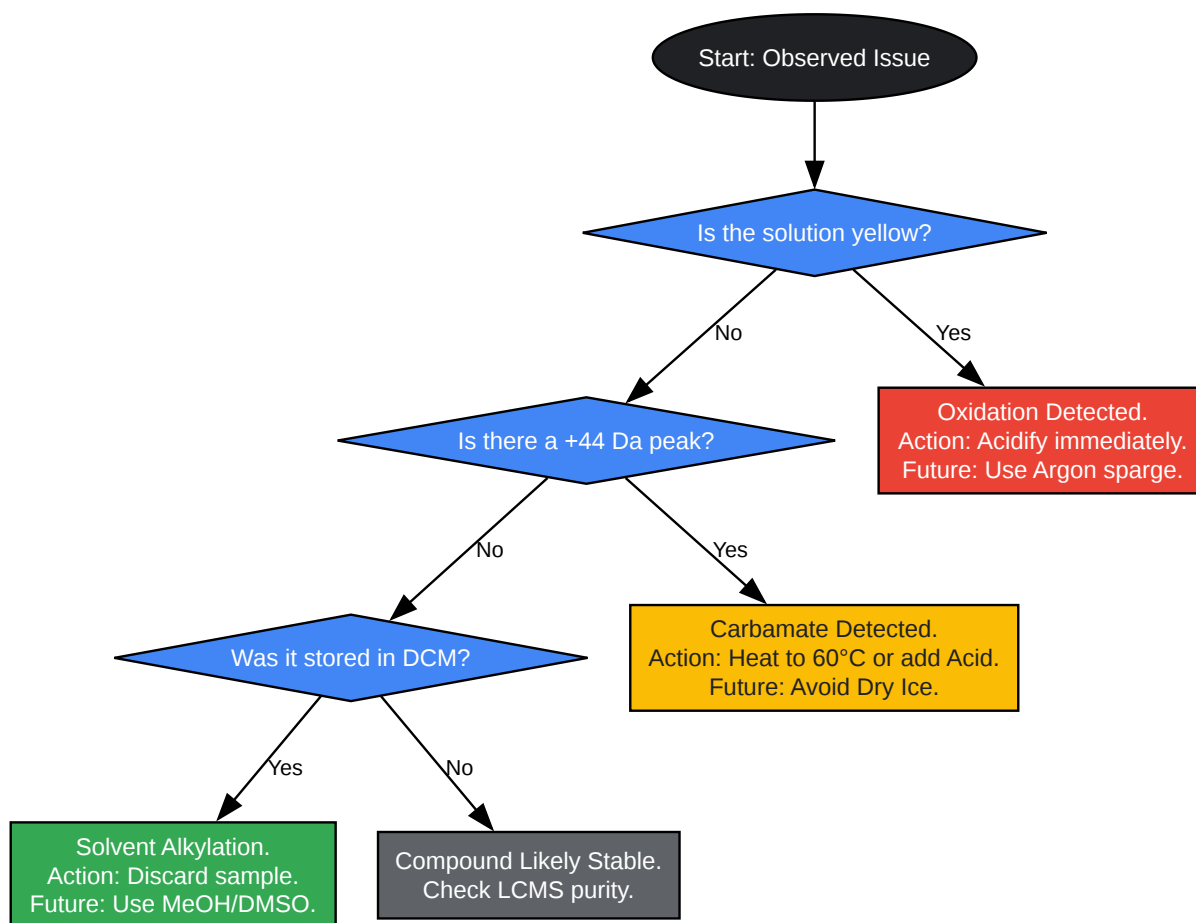 Start: Observed Issue
Is the solution yellow?
No
Yes
Oxidation Detected.
Action: Acidify immediately.
Future: Use Argon sparge.
Is there a +44 Da peak?
No
Yes
Carbamate Detected.
Action: Heat to 60°C or add Acid.
Future: Avoid Dry Ice.
Was it stored in DCM?
Yes
No
Solvent Alkylation.
Action: Discard sample.
Future: Use MeOH/DMSO.
Compound Likely Stable.
Check LCMS purity.